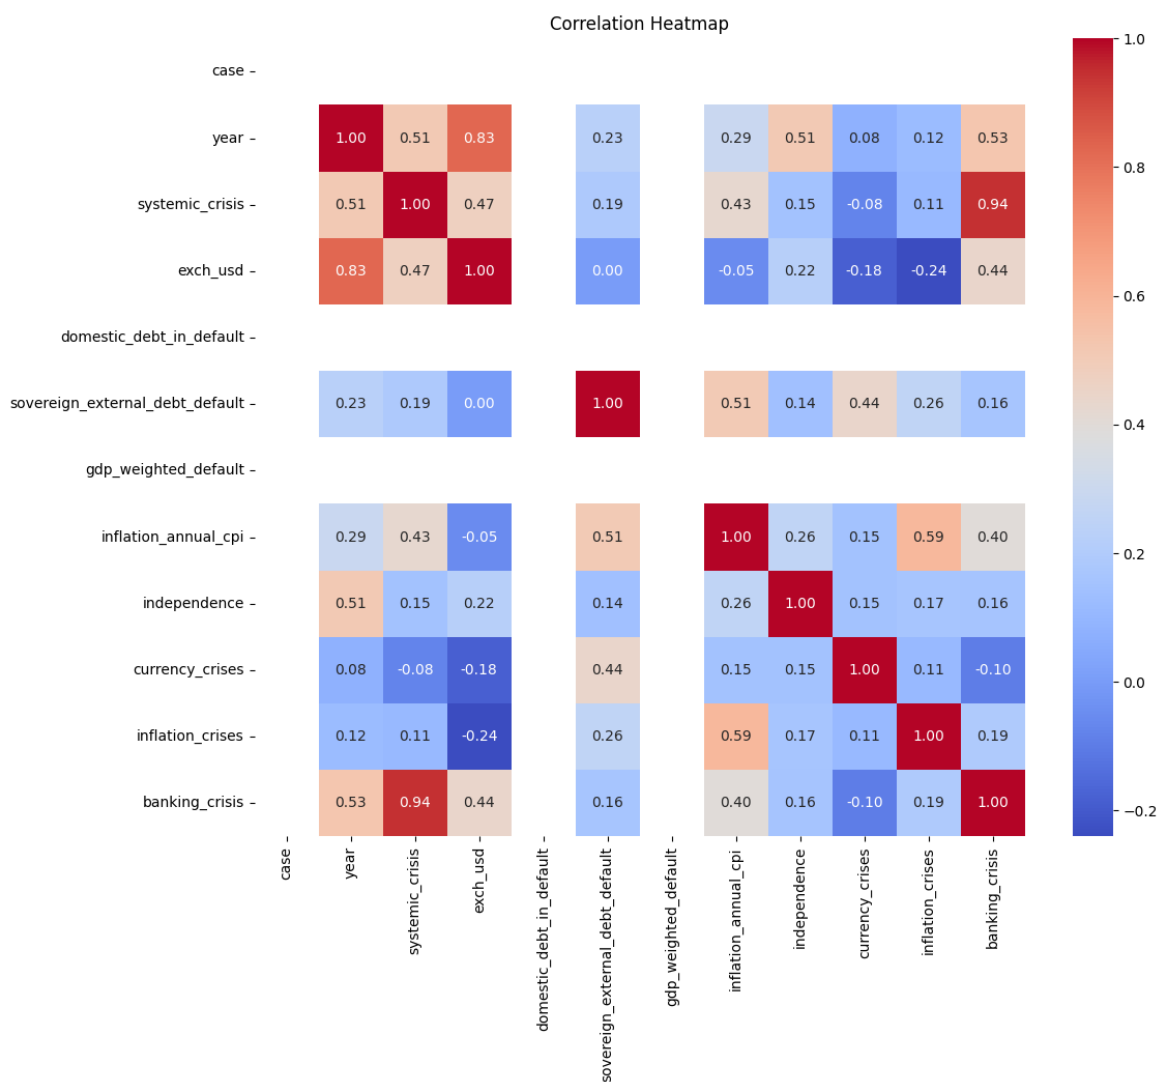 Correlation Heatmap
case
year 1.00 0.51 0.83 0.23 0.29 0.51 0.08 0.12 0.53
systemic_crisis 0.51 1.00 0.47 0.19 0.43 0.15 -0.08 0.11 0.94
exch_usd 0.83 0.47 1.00 0.00 -0.05 0.22 -0.18 -0.24 0.44
domestic_debt_in_default
sovereign_external_debt_default 0.23 0.19 0.00 1.00 0.51 0.14 0.44 0.26 0.16
gdp_weighted_default
inflation_annual_cpi 0.29 0.43 -0.05 0.51 1.00 0.26 0.15 0.59 0.40
independence 0.51 0.15 0.22 0.14 0.26 1.00 0.15 0.17 0.16
currency_crises 0.08 -0.08 -0.18 0.44 0.15 0.15 1.00 0.11 -0.10
inflation_crises 0.12 0.11 -0.24 0.26 0.59 0.17 0.11 1.00 0.19
banking_crisis 0.53 0.94 0.44 0.16 0.40 0.16 -0.10 0.19 1.00
case
year
systemic_crisis
exch_usd
domestic_debt_in_default
sovereign_external_debt_default
gdp_weighted_default
inflation_annual_cpi
independence
currency_crises
inflation_crises
banking_crisis
1.0
0.8
0.6
0.4
0.2
0.0
−0.2